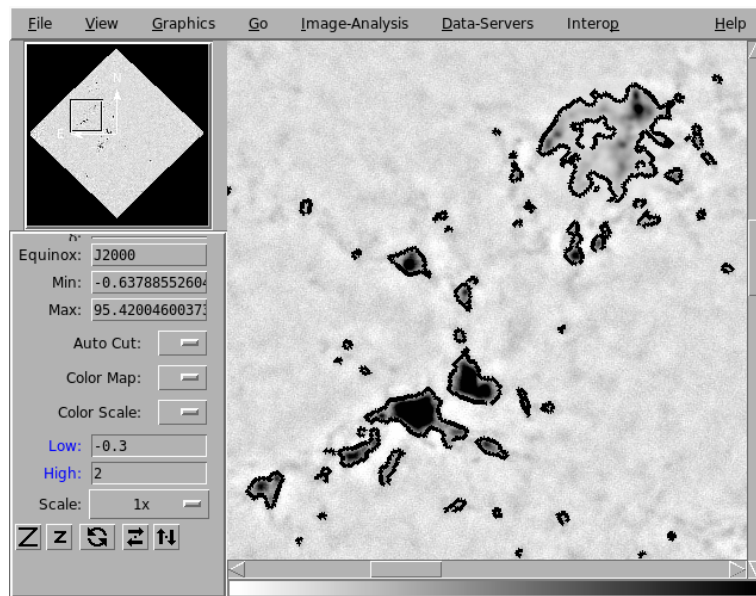 File View Graphics Go Image-Analysis Data-Servers Interop Help
N
E
Equinox: J2000
Min: -0.63788552604
Max: 95.4200460037
Auto Cut:
Color Map:
Color Scale:
Low: -0.3
High: 2
Scale: 1x
Z z